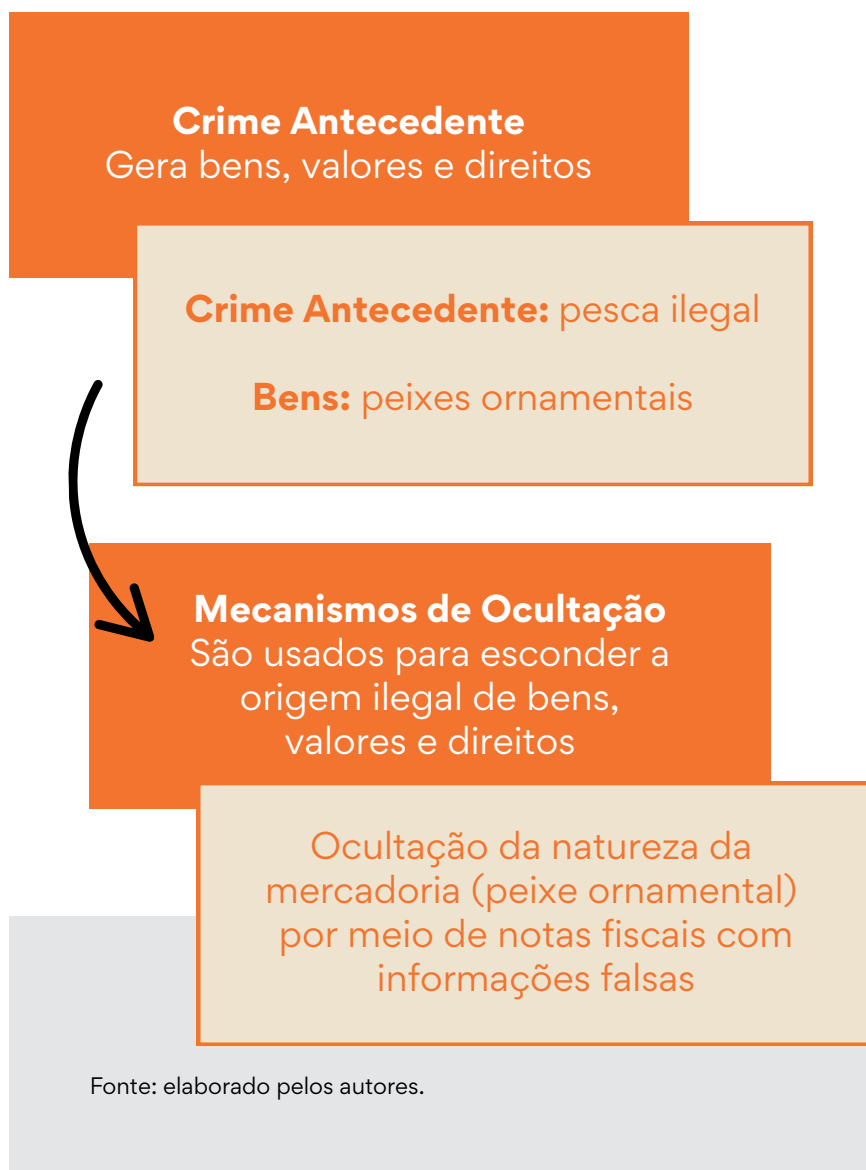 Crime Antecedente
Gera bens, valores e direitos
Crime Antecedente: pesca ilegal
Bens: peixes ornamentais
Mecanismos de Ocultação
São usados para esconder a
origem ilegal de bens,
valores e direitos
Ocultação da natureza da
mercadoria (peixe ornamental)
por meio de notas fiscais com
informações falsas
Fonte: elaborado pelos autores.